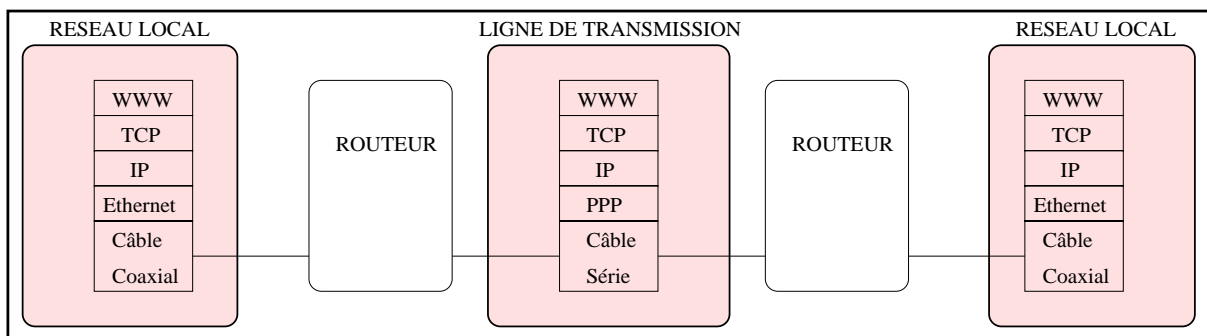 RESEAU LOCAL
LIGNE DE TRANSMISSION
RESEAU LOCAL
WWW
TCP
IP
Ethernet
Câble
Coaxial
ROUTEUR
WWW
TCP
IP
PPP
Câble
Série
ROUTEUR
WWW
TCP
IP
Ethernet
Câble
Coaxial